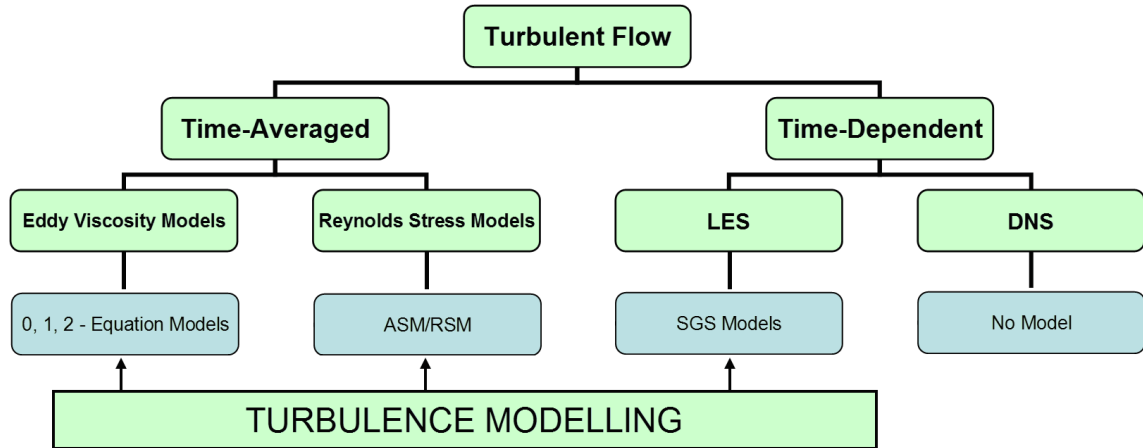 Turbulent Flow
Time-Averaged
Time-Dependent
Eddy Viscosity Models
Reynolds Stress Models
LES
DNS
0, 1, 2 - Equation Models
ASM/RSM
SGS Models
No Model
TURBULENCE MODELLING